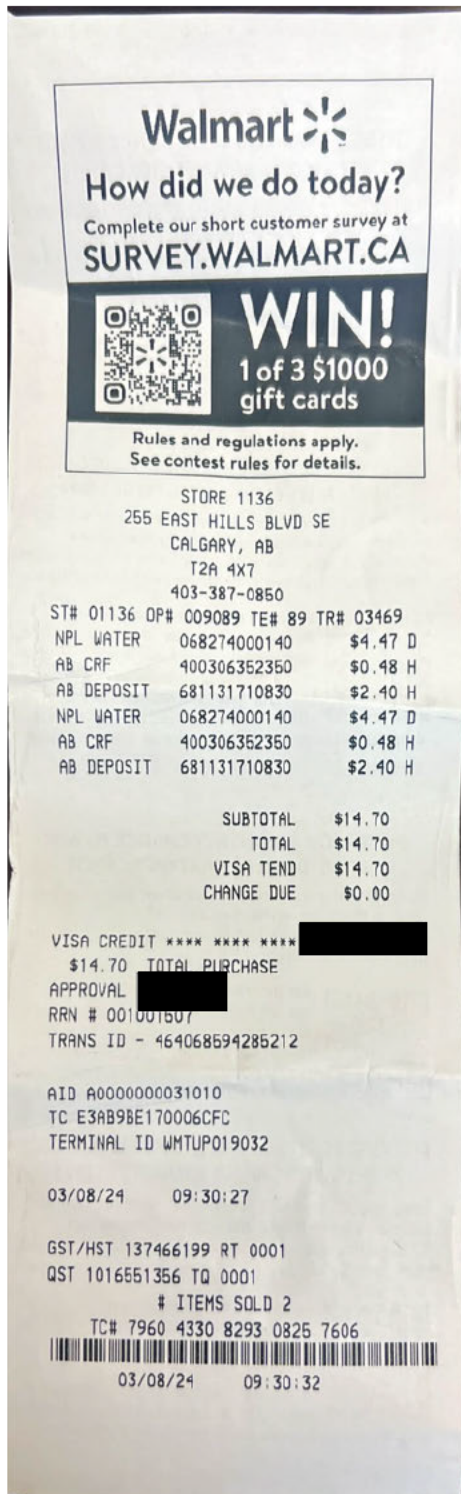 Walmart
How did we do today?
Complete our short customer survey at
SURVEY.WALMART.CA
WIN!
1 of 3 $1000
gift cards
Rules and regulations apply.
See contest rules for details.
STORE 1136
255 EAST HILLS BLVD SE
CALGARY, AB
T2A 4X7
403-387-0850
ST# 01136 OP# 009089 TE# 89 TR# 03469
NPL WATER 068274000140 $4.47 D
AB CRF 400306352350 $0.48 H
AB DEPOSIT 681131710830 $2.40 H
NPL WATER 068274000140 $4.47 D
AB CRF 400306352350 $0.48 H
AB DEPOSIT 681131710830 $2.40 H
SUBTOTAL $14.70
TOTAL $14.70
VISA TEND $14.70
CHANGE DUE $0.00
VISA CREDIT **** **** ****
$14.70 TOTAL PURCHASE
APPROVAL
RRN # 001001507
TRANS ID - 464068594285212
AID A0000000031010
TC E3AB9BE170006CFC
TERMINAL ID WMTUP019032
03/08/24 09:30:27
GST/HST 137466199 RT 0001
QST 1016551356 TQ 0001
# ITEMS SOLD 2
TC# 7960 4330 8293 0825 7606
03/08/24 09:30:32